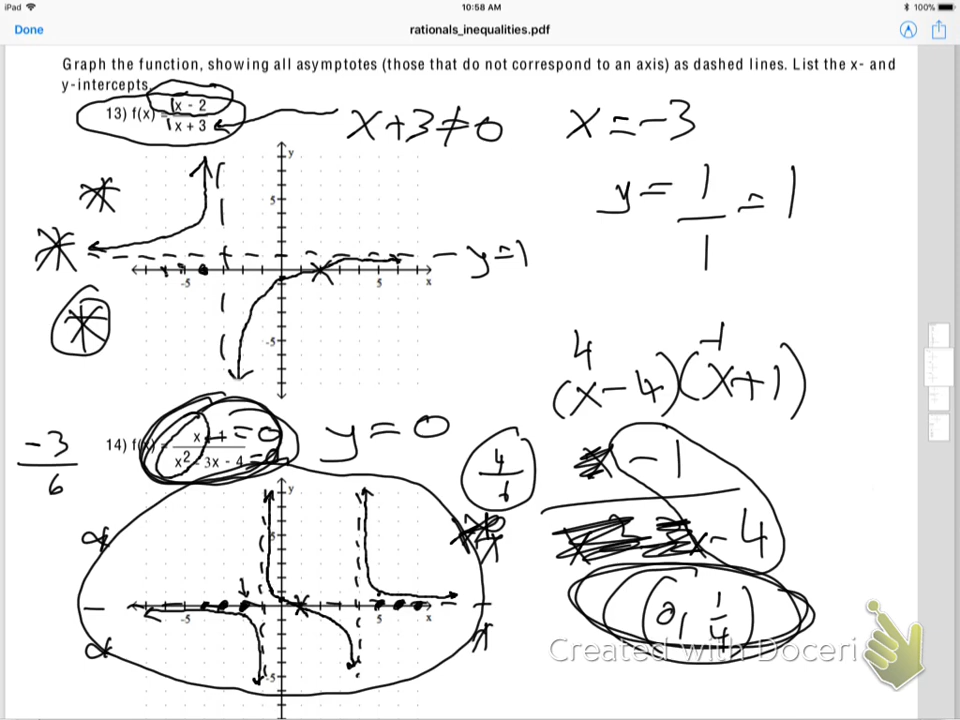 iPad 10:58 AM 100%
Done rationals_inequalities.pdf
Graph the function, showing all asymptotes (those that do not correspond to an axis) as dashed lines. List the x- and
y-intercepts.
13) f(x) = x - 2
x + 3
x+3≠0 x=-3
y = 1/1 = 1
y
5
-y=1
-5 5 x
-5
4 -1
(x-4)(x+1)
14) f(x) = x - 1 =0
x2 - 3x - 4
y=0
-3
6
4
6
-1
-4
y
5
-5 5 x
-5
(0, 1/4)
Created with Doceri